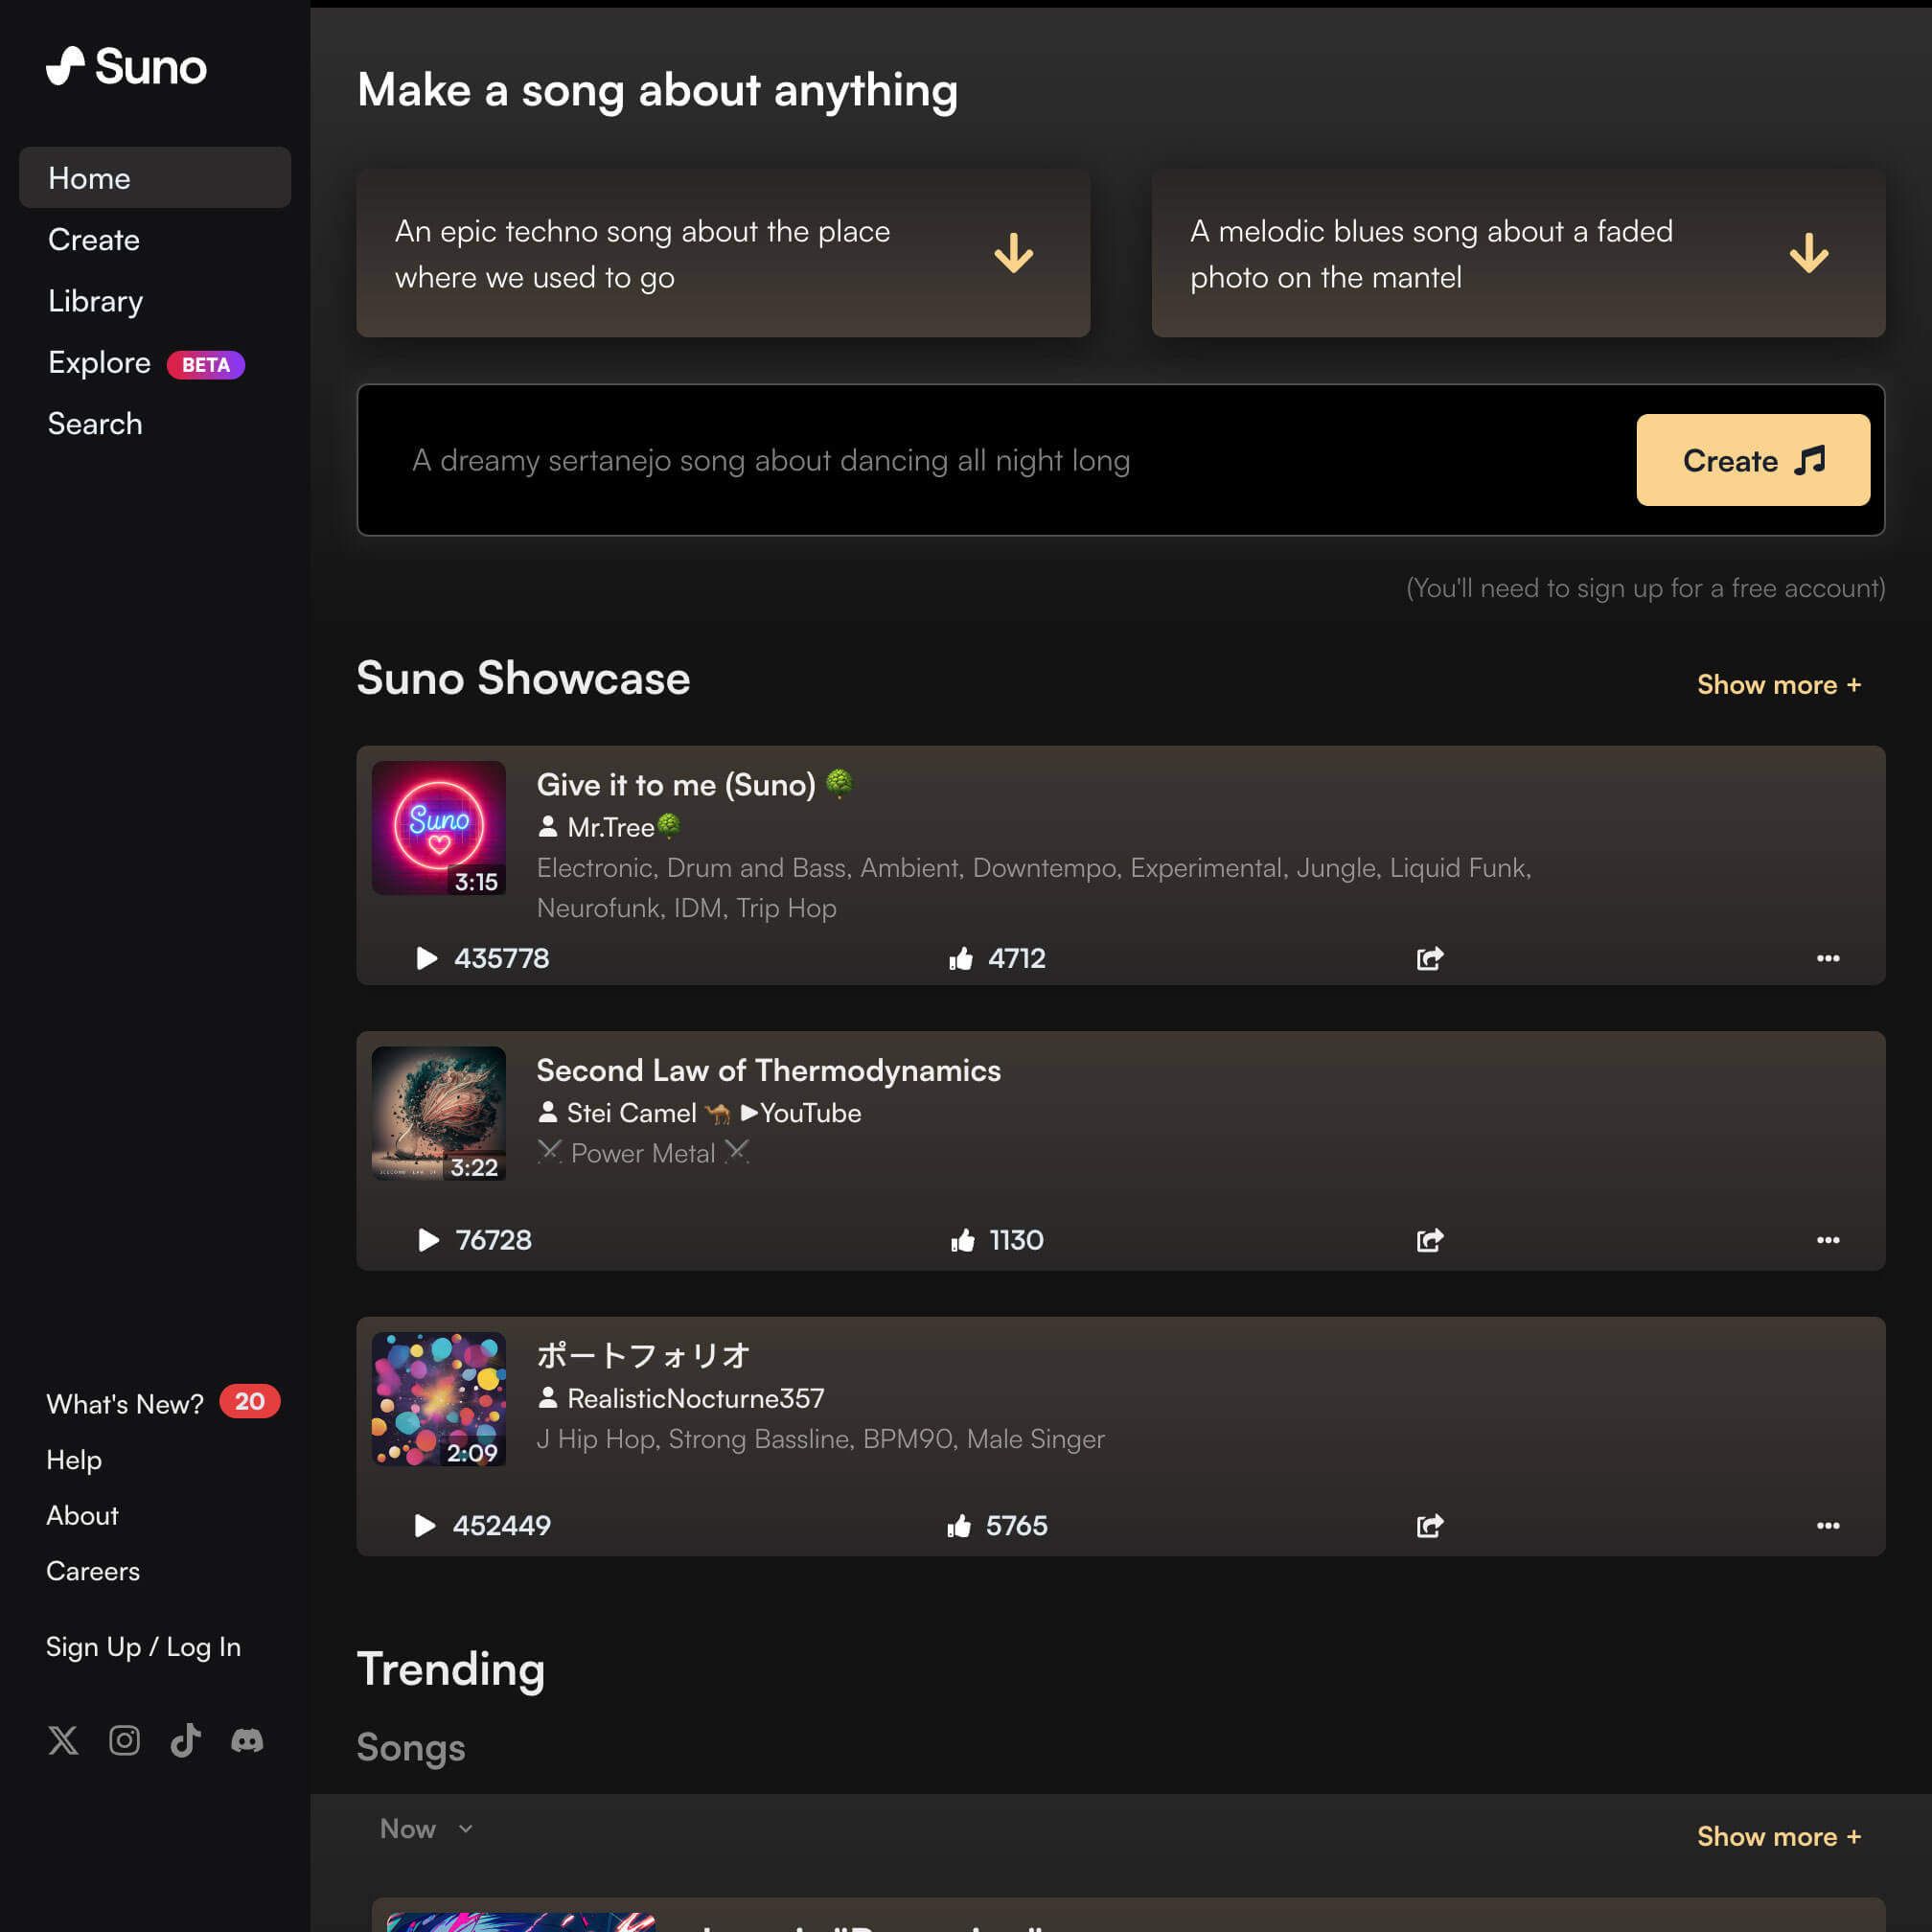 Suno
Home
Create
Library
Explore BETA
Search
What's New? 20
Help
About
Careers
Sign Up / Log In
Make a song about anything
An epic techno song about the place
where we used to go
A melodic blues song about a faded
photo on the mantel
A dreamy sertanejo song about dancing all night long
Create
(You'll need to sign up for a free account)
Suno Showcase
Show more +
Suno
3:15
Give it to me (Suno) 🌳
Mr.Tree🌳
Electronic, Drum and Bass, Ambient, Downtempo, Experimental, Jungle, Liquid Funk,
Neurofunk, IDM, Trip Hop
435778
4712
3:22
Second Law of Thermodynamics
Stei Camel 🐪 ▶YouTube
⚔ Power Metal ⚔
76728
1130
2:09
ポートフォリオ
RealisticNocturne357
J Hip Hop, Strong Bassline, BPM90, Male Singer
452449
5765
Trending
Songs
Now
Show more +